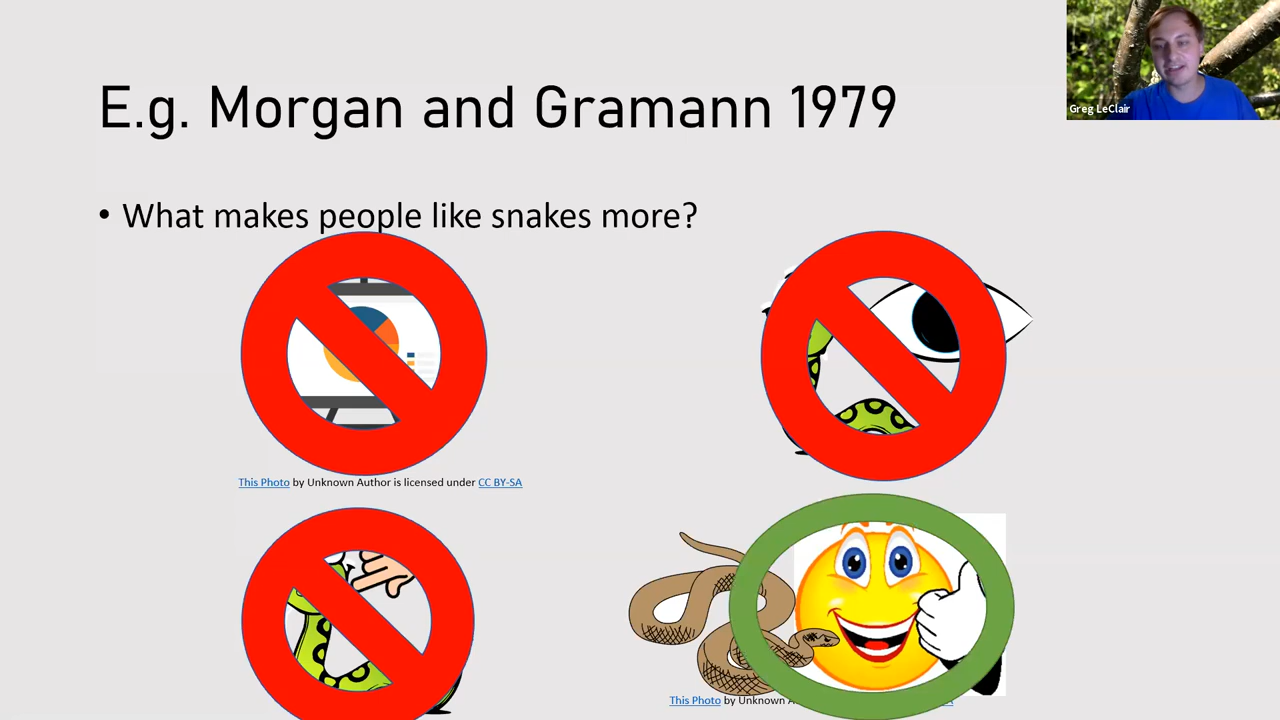 Greg LeClair
E.g. Morgan and Gramann 1979
• What makes people like snakes more?
This Photo by Unknown Author is licensed under CC BY-SA
This Photo by Unknown